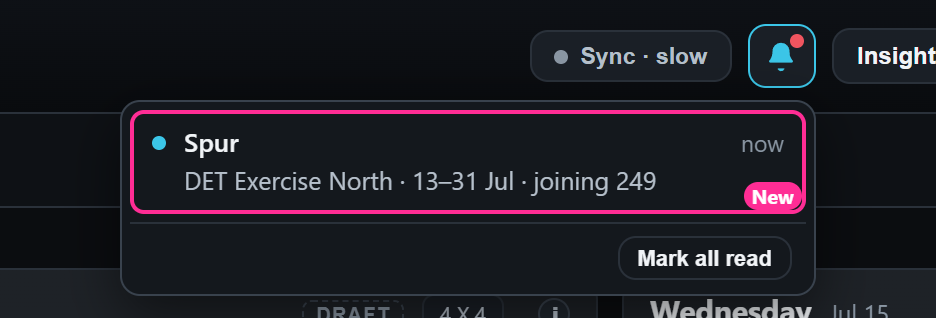 Sync · slow
Insight
Spur
now
DET Exercise North · 13–31 Jul · joining 249
New
Mark all read
DRAFT
4 X 4
i
Wednesday Jul 15